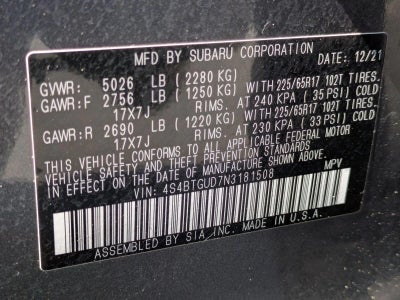 MFD BY SUBARU CORPORATION DATE: 12/21
GVWR: 5026 LB (2280 KG)
GAWR:F 2756 LB (1250 KG) WITH 225/65R17 102T TIRES.
17X7J RIMS. AT 240 KPA (35 PSI) COLD
GAWR:R 2690 LB (1220 KG) WITH 225/65R17 102T TIRES.
17X7J RIMS. AT 230 KPA (33 PSI) COLD
THIS VEHICLE CONFORMS TO ALL APPLICABLE FEDERAL MOTOR
VEHICLE SAFETY STANDARDS
IN EFFECT ON THE DATE OF MANUFACTURE SHOWN ABOVE.
VIN: 4S4BTGUD7N3181508 MPV
ASSEMBLED BY SIA INC. MADE IN U.S.A.